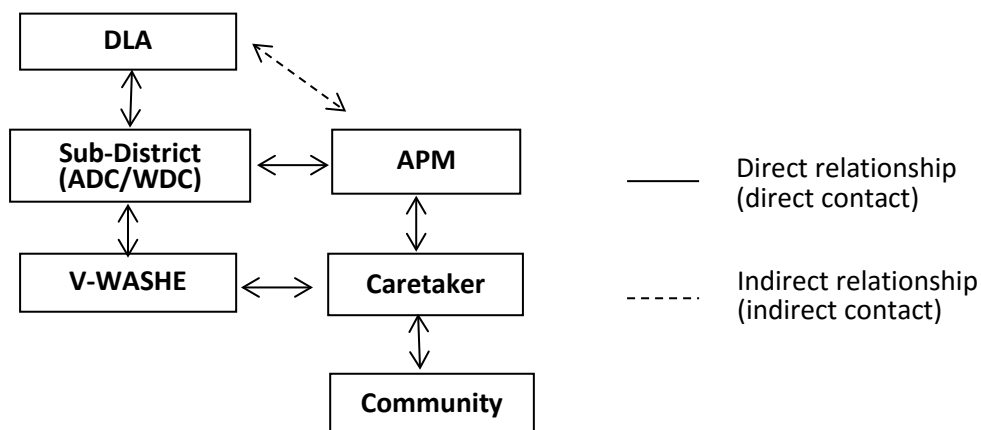 DLA
Sub-District
(ADC/WDC)
APM
V-WASHE
Caretaker
Community
Direct relationship
(direct contact)
Indirect relationship
(indirect contact)